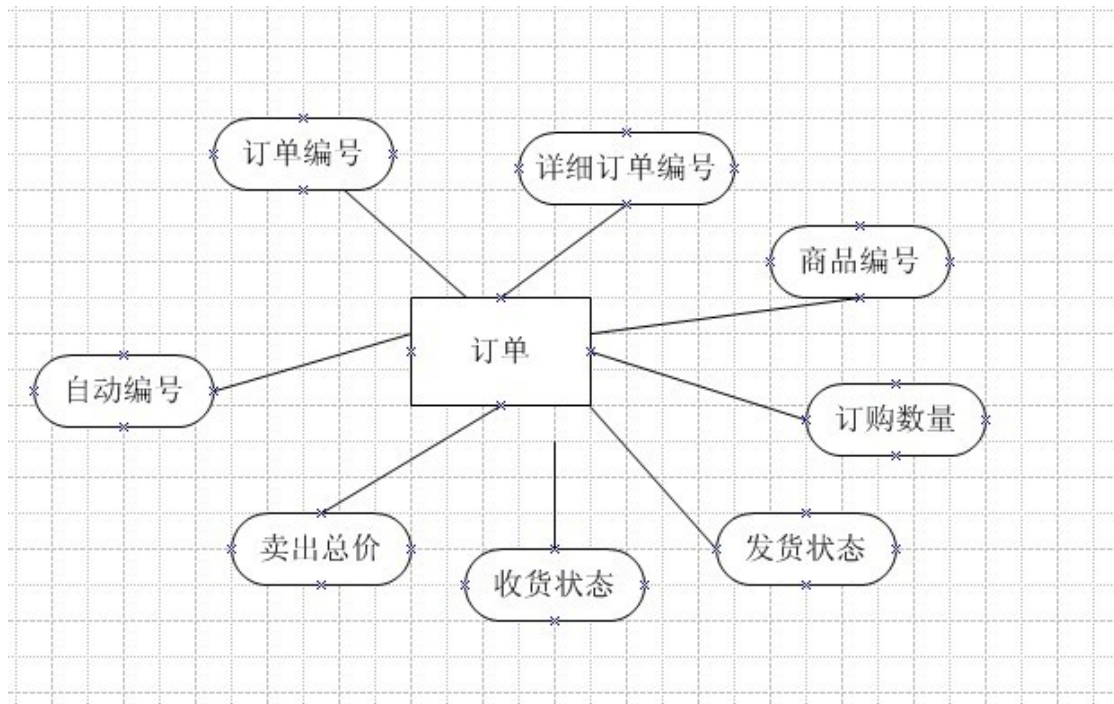 订单编号
详细订单编号
商品编号
订单
自动编号
订购数量
卖出总价
收货状态
发货状态